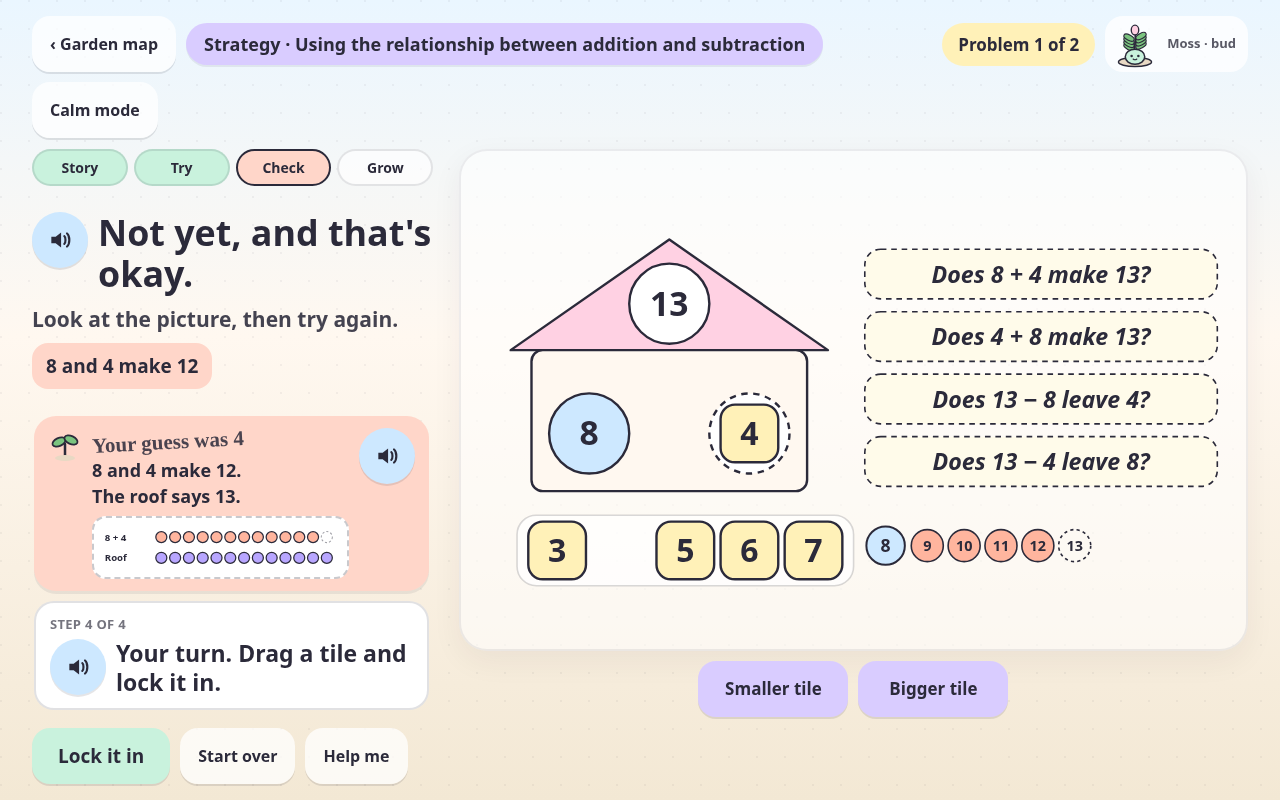 ‹ Garden map
Strategy · Using the relationship between addition and subtraction
Problem 1 of 2
Moss · bud
Calm mode
Story
Try
Check
Grow
Not yet, and that's
okay.
Look at the picture, then try again.
8 and 4 make 12
Your guess was 4
8 and 4 make 12.
The roof says 13.
8 + 4
Roof
STEP 4 OF 4
Your turn. Drag a tile and
lock it in.
Lock it in
Start over
Help me
13
8
4
Does 8 + 4 make 13?
Does 4 + 8 make 13?
Does 13 − 8 leave 4?
Does 13 − 4 leave 8?
3 5 6 7
8 9 10 11 12 13
Smaller tile
Bigger tile